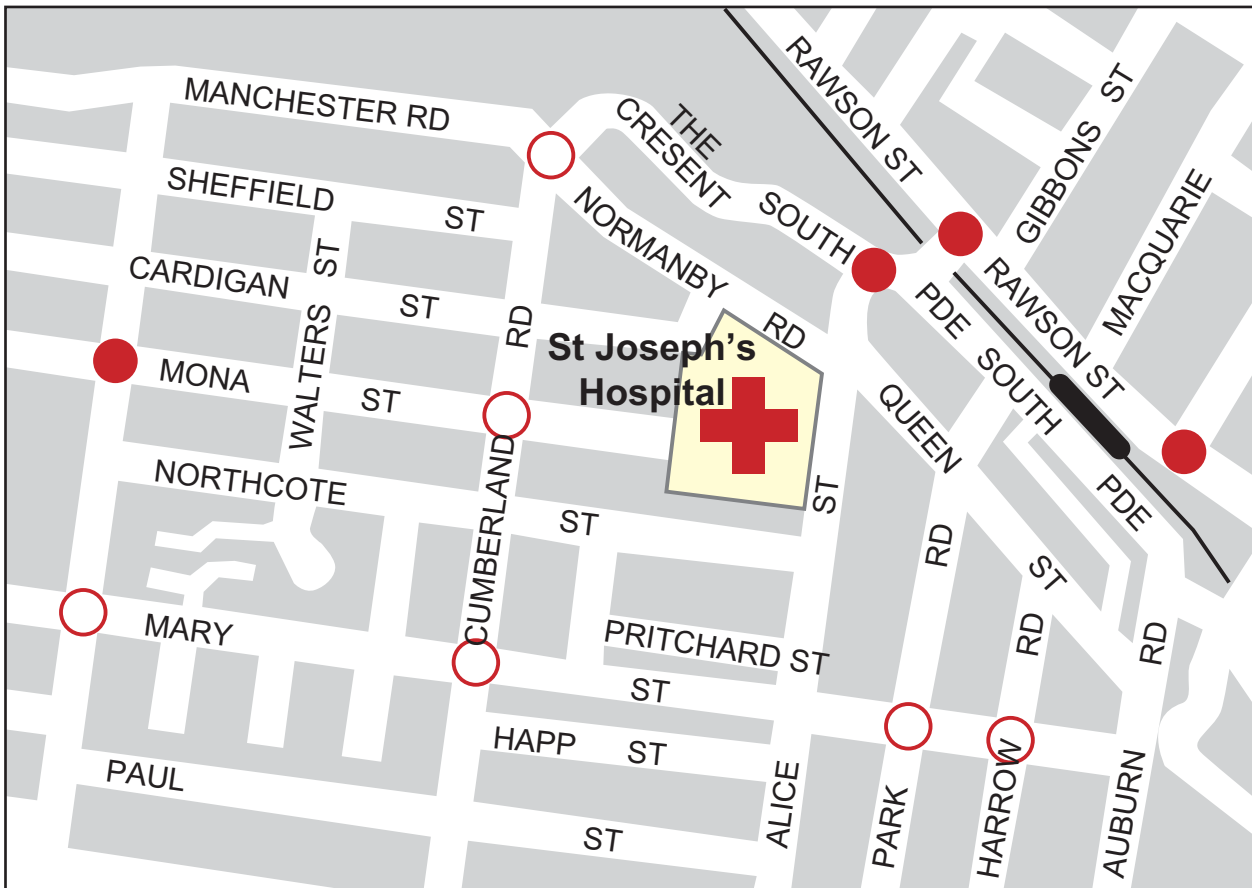 MANCHESTER RD
THE
CRESENT
RAWSON ST
GIBBONS ST
MACQUARIE
SHEFFIELD ST
NORMANBY RD
SOUTH PDE
CARDIGAN ST
WALTERS ST
RAWSON ST
SOUTH PDE
St Joseph's
Hospital
MONA ST
CUMBERLAND RD
QUEEN ST
NORTHCOTE ST
MARY ST
PRITCHARD ST
HAPP ST
PAUL ST
ALICE ST
PARK RD
HARROW RD
AUBURN RD